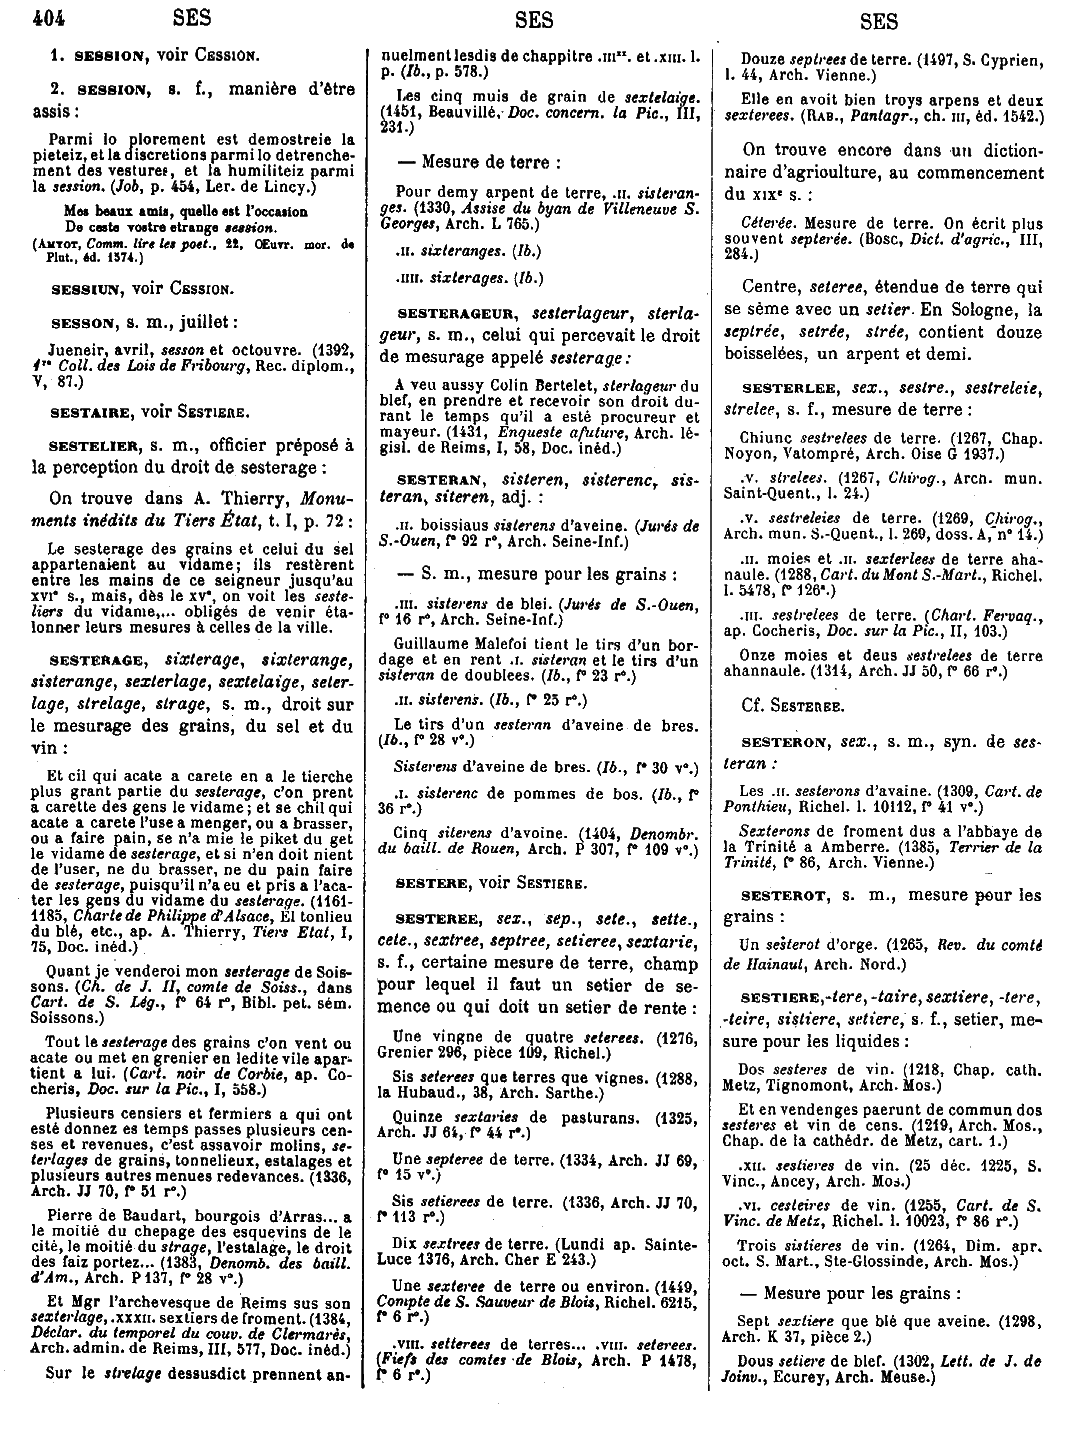 404 SES SES SES
1. SESSION, voir CESSION.
2. SESSION, s. f., manière d'être
assis :
Parmi lo plorement est demostreie la
pieteiz, et la discretions parmi lo detrenche-
ment des vestures, et la humiliteiz parmi
la session. (Job, p. 454, Ler. de Lincy.)
Mes beaux amis, quelle est l'occasion
De ceste vostre etrange session.
(AMYOT, Comm. lire les poet., 22, Œuvr. mor. de
Plut., éd. 1574.)
SESSIUN, voir CESSION.
SESSON, s. m., juillet :
Jueneir, avril, sesson et octouvre. (1392,
1re Coll. des Lois de Fribourg, Rec. diplom.,
V, 87.)
SESTAIRE, voir SESTIERE.
SESTELIER, s. m., officier préposé à
la perception du droit de sesterage :
On trouve dans A. Thierry, Monu-
ments inédits du Tiers État, t. I, p. 72 :
Le sesterage des grains et celui du sel
appartenaient au vidame; ils restèrent
entre les mains de ce seigneur jusqu'au
XVIe s., mais, dès le XVe, on voit les seste-
liers du vidame,... obligés de venir éta-
lonner leurs mesures à celles de la ville.
SESTERAGE, sixterage, sixterange,
sisterange, sexterlage, sextelaige, seter-
lage, strelage, strage, s. m., droit sur
le mesurage des grains, du sel et du
vin :
Et cil qui acate a carete en a le tierche
plus grant partie du sesterage, c'on prent
a carette des gens le vidame; et se chil qui
acate a carete l'use a menger, ou a brasser,
ou a faire pain, se n'a mie le piket du get
le vidame de sesterage, et si n'en doit nient
de l'user, ne du brasser, ne du pain faire
de sesterage, puisqu'il n'a eu et pris a l'aca-
ter les gens du vidame du sesterage. (1161-
1185, Charte de Philippe d'Alsace, El tonlieu
du blé, etc., ap. A. Thierry, Tiers Etat, I,
75, Doc. inéd.)
Quant je venderoi mon sesterage de Sois-
sons. (Ch. de J. II, comte de Soiss., dans
Cart. de S. Lég., f° 64 r°, Bibl. pet. sém.
Soissons.)
Tout le sesterage des grains c'on vent ou
acate ou met en grenier en ledite vile apar-
tient a lui. (Cart. noir de Corbie, ap. Co-
cheris, Doc. sur la Pic., I, 558.)
Plusieurs censiers et fermiers a qui ont
esté donnez es temps passes plusieurs cen-
ses et revenues, c'est assavoir molins, se-
terlages de grains, tonnelieux, estalages et
plusieurs autres menues redevances. (1336,
Arch. JJ 70, f° 51 r°.)
Pierre de Baudart, bourgois d'Arras... a
le moitié du chepage des esquevins de le
cité, le moitié du strage, l'estalage, le droit
des faiz portez... (1383, Denomb. des baill.
d'Am., Arch. P 137, f° 28 v°.)
Et Mgr l'archevesque de Reims sus son
sexterlage, .XXXII. sextiers de froment. (1384,
Déclar. du temporel du couv. de Clermarès,
Arch. admin. de Reims, III, 577, Doc. inéd.)
Sur le strelage dessusdict prennent an-
nuelment lesdis de chappitre .IIIxx. et .XIII. l.
p. (Ib., p. 578.)
Les cinq muis de grain de sextelaige.
(1451, Beauvillé, Doc. concern. la Pic., III,
231.)
— Mesure de terre :
Pour demy arpent de terre, .II. sisteran-
ges. (1330, Assise du byan de Villeneuve S.
Georges, Arch. L 765.)
.II. sixteranges. (Ib.)
.IIII. sixterages. (Ib.)
SESTERAGEUR, sesterlageur, sterla-
geur, s. m., celui qui percevait le droit
de mesurage appelé sesterage :
A veu aussy Colin Bertelet, sterlageur du
blef, en prendre et recevoir son droit du-
rant le temps qu'il a esté procureur et
mayeur. (1431, Enqueste afuture, Arch. lé-
gisl. de Reims, I, 58, Doc. inéd.)
SESTERAN, sisteren, sisterenc, sis-
teran, siteren, adj. :
.II. boissiaus sisterens d'aveine. (Jurés de
S.-Ouen, f° 92 r°, Arch. Seine-Inf.)
— S. m., mesure pour les grains :
.III. sisterens de blei. (Jurés de S.-Ouen,
f° 16 r°, Arch. Seine-Inf.)
Guillaume Malefoi tient le tirs d'un bor-
dage et en rent .I. sisteran et le tirs d'un
sisteran de doublees. (Ib., f° 23 r°.)
.II. sisterens. (Ib., f° 25 r°.)
Le tirs d'un sesteran d'aveine de bres.
(Ib., f° 28 v°.)
Sisterens d'aveine de bres. (Ib., f° 30 v°.)
.I. sisterenc de pommes de bos. (Ib., f°
36 r°.)
Cinq siterens d'avoine. (1404, Denombr.
du baill. de Rouen, Arch. P 307, f° 109 v°.)
SESTERE, voir SESTIERE.
SESTEREE, sex., sep., sete., sette.,
cete., sextree, septree, setieree, sextarie,
s. f., certaine mesure de terre, champ
pour lequel il faut un setier de se-
mence ou qui doit un setier de rente :
Une vingne de quatre seterees. (1276,
Grenier 296, pièce 109, Richel.)
Sis seterees que terres que vignes. (1288,
la Hubaud., 38, Arch. Sarthe.)
Quinze sextaries de pasturans. (1325,
Arch. JJ 64, f° 44 r°.)
Une septeree de terre. (1334, Arch. JJ 69,
f° 15 v°.)
Sis setierees de terre. (1336, Arch. JJ 70,
f° 113 r°.)
Dix sextrees de terre. (Lundi ap. Sainte-
Luce 1376, Arch. Cher E 243.)
Une sexteree de terre ou environ. (1449,
Compte de S. Sauveur de Blois, Richel. 6215,
f° 6 r°.)
.VIII. setterees de terres... .VIII. seterees.
(Fiefs des comtes de Blois, Arch. P 1478,
f° 6 r°.)
Douze septrees de terre. (1497, S. Cyprien,
l. 44, Arch. Vienne.)
Elle en avoit bien troys arpens et deux
sexterees. (RAB., Pantagr., ch. III, éd. 1542.)
On trouve encore dans un diction-
naire d'agrioulture, au commencement
du XIXe s. :
Céterée. Mesure de terre. On écrit plus
souvent septerée. (Bosc, Dict. d'agric., III,
284.)
Centre, seteree, étendue de terre qui
se sème avec un setier. En Sologne, la
septrée, setrée, strée, contient douze
boisselées, un arpent et demi.
SESTERLEE, sex., sestre., sestreleie,
strelee, s. f., mesure de terre :
Chiunc sestrelees de terre. (1267, Chap.
Noyon, Vatompré, Arch. Oise G 1937.)
.V. strelees. (1267, Chirog., Arch. mun.
Saint-Quent., l. 24.)
.V. sestreleies de terre. (1269, Chirog.,
Arch. mun. S.-Quent., l. 269, doss. A, n° 14.)
.II. moies et .II. sexterlees de terre aha-
naule. (1288, Cart. du Mont S.-Mart., Richel.
l. 5478, f° 126a.)
.III. sestrelees de terre. (Chart. Fervaq.,
ap. Cocheris, Doc. sur la Pic., II, 103.)
Onze moies et deus sestrelees de terre
ahannaule. (1314, Arch. JJ 50, f° 66 r°.)
Cf. SESTEREE.
SESTERON, sex., s. m., syn. de ses-
teran :
Les .II. sesterons d'avaine. (1309, Cart. de
Ponthieu, Richel. l. 10112, f° 41 v°.)
Sexterons de froment dus a l'abbaye de
la Trinité a Amberre. (1385, Terrier de la
Trinité, f° 86, Arch. Vienne.)
SESTEROT, s. m., mesure pour les
grains :
Un sesterot d'orge. (1265, Rev. du comté
de Hainaut, Arch. Nord.)
SESTIERE, -tere, -taire, sextiere, -tere,
-teire, sistiere, setiere, s. f., setier, me-
sure pour les liquides :
Dos sesteres de vin. (1218, Chap. cath.
Metz, Tignomont, Arch. Mos.)
Et en vendenges paerunt de commun dos
sesteres et vin de cens. (1219, Arch. Mos.,
Chap. de la cathédr. de Metz, cart. 1.)
.XII. sestieres de vin. (25 déc. 1225, S.
Vinc., Ancey, Arch. Mos.)
.VI. cesteires de vin. (1255, Cart. de S.
Vinc. de Metz, Richel. l. 10023, f° 86 r°.)
Trois sistieres de vin. (1264, Dim. apr.
oct. S. Mart., Ste-Glossinde, Arch. Mos.)
— Mesure pour les grains :
Sept sextiere que blé que aveine. (1298,
Arch. K 37, pièce 2.)
Dous setiere de blef. (1302, Lett. de J. de
Joinv., Ecurey, Arch. Meuse.)